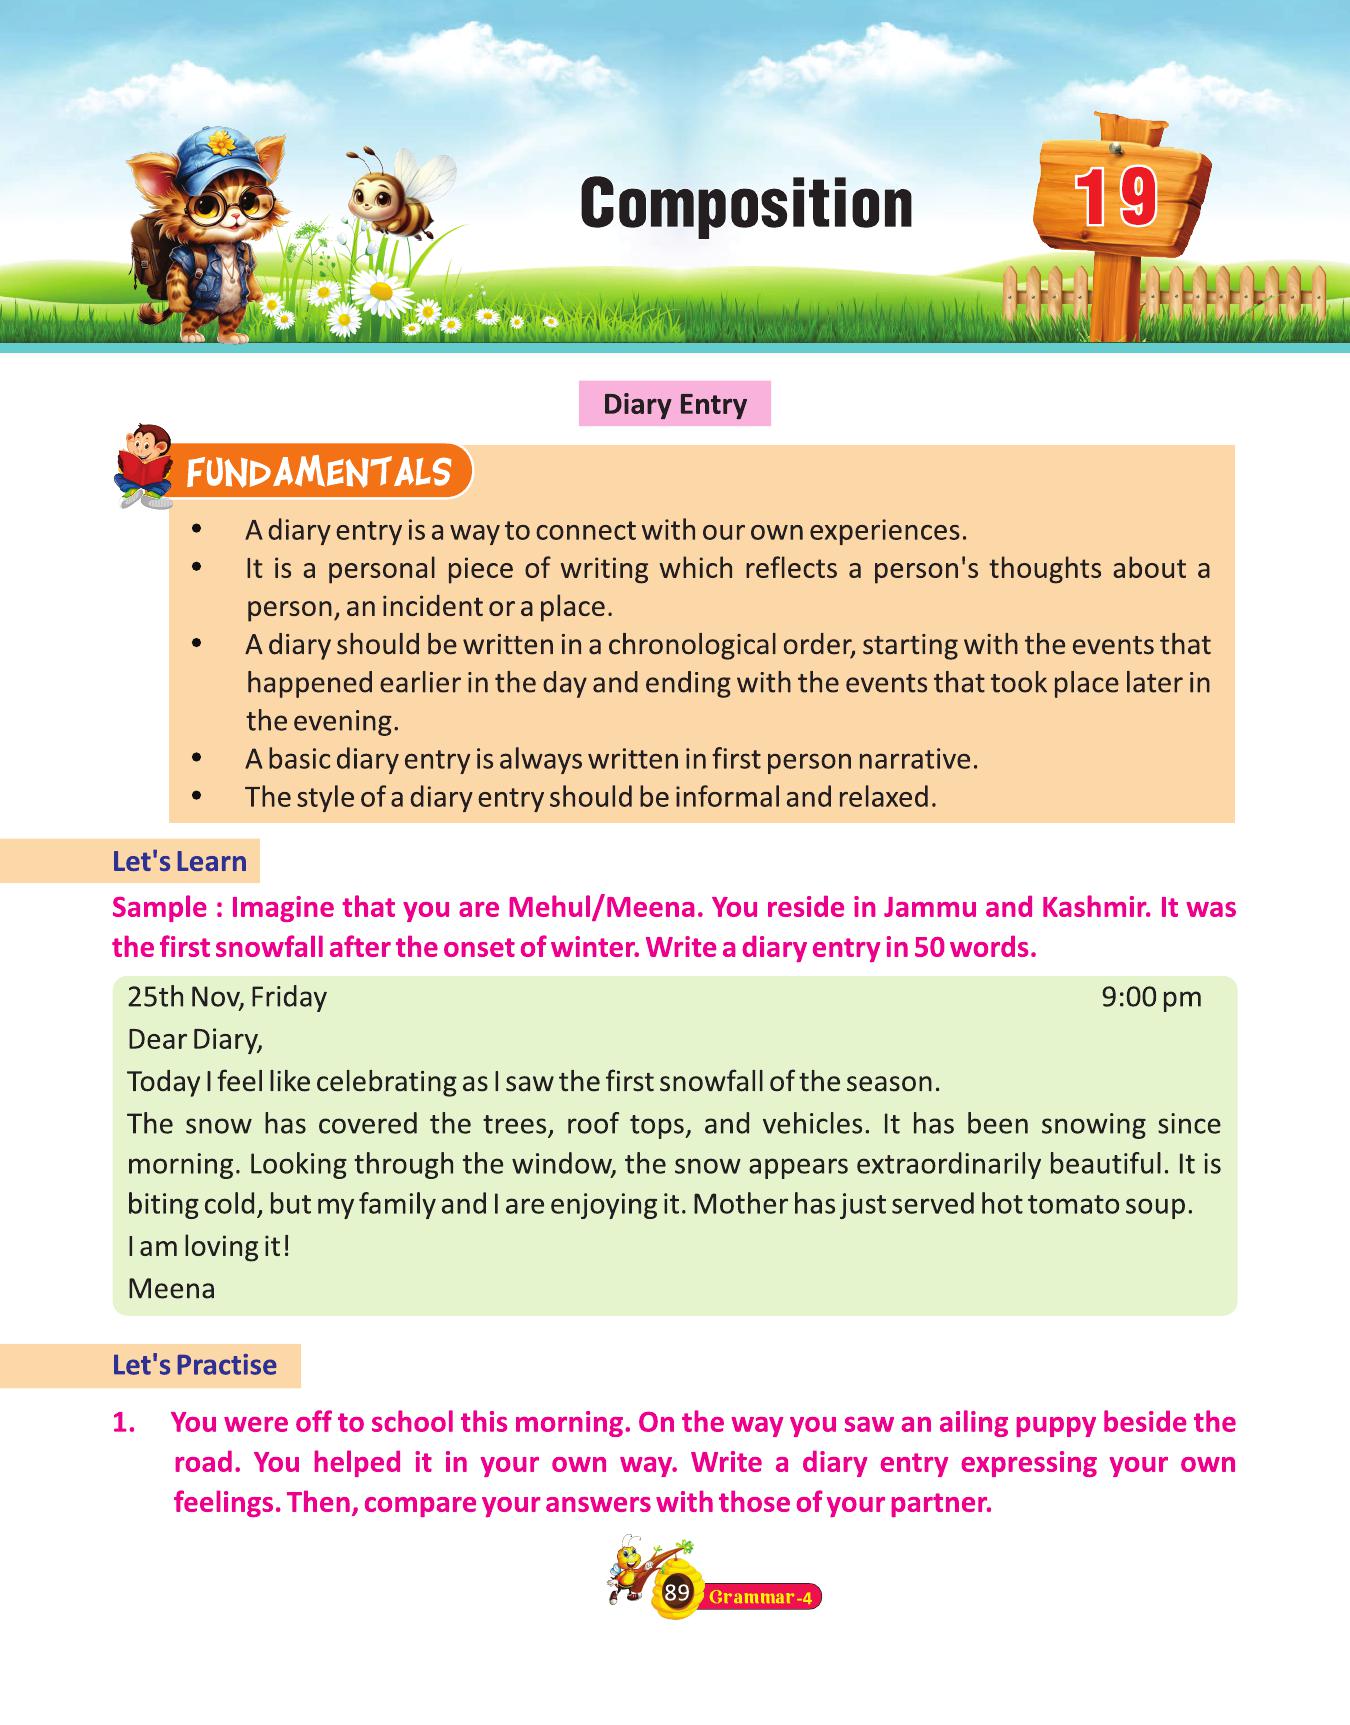 Composition
19
Diary Entry
FUNDAMENTALS
• A diary entry is a way to connect with our own experiences.
• It is a personal piece of writing which reflects a person's thoughts about a
person, an incident or a place.
• A diary should be written in a chronological order, starting with the events that
happened earlier in the day and ending with the events that took place later in
the evening.
• A basic diary entry is always written in first person narrative.
• The style of a diary entry should be informal and relaxed.
Let's Learn
Sample : Imagine that you are Mehul/Meena. You reside in Jammu and Kashmir. It was
the first snowfall after the onset of winter. Write a diary entry in 50 words.
25th Nov, Friday 9:00 pm
Dear Diary,
Today I feel like celebrating as I saw the first snowfall of the season.
The snow has covered the trees, roof tops, and vehicles. It has been snowing since
morning. Looking through the window, the snow appears extraordinarily beautiful. It is
biting cold, but my family and I are enjoying it. Mother has just served hot tomato soup.
I am loving it!
Meena
Let's Practise
1. You were off to school this morning. On the way you saw an ailing puppy beside the
road. You helped it in your own way. Write a diary entry expressing your own
feelings. Then, compare your answers with those of your partner.
89 Grammar-4